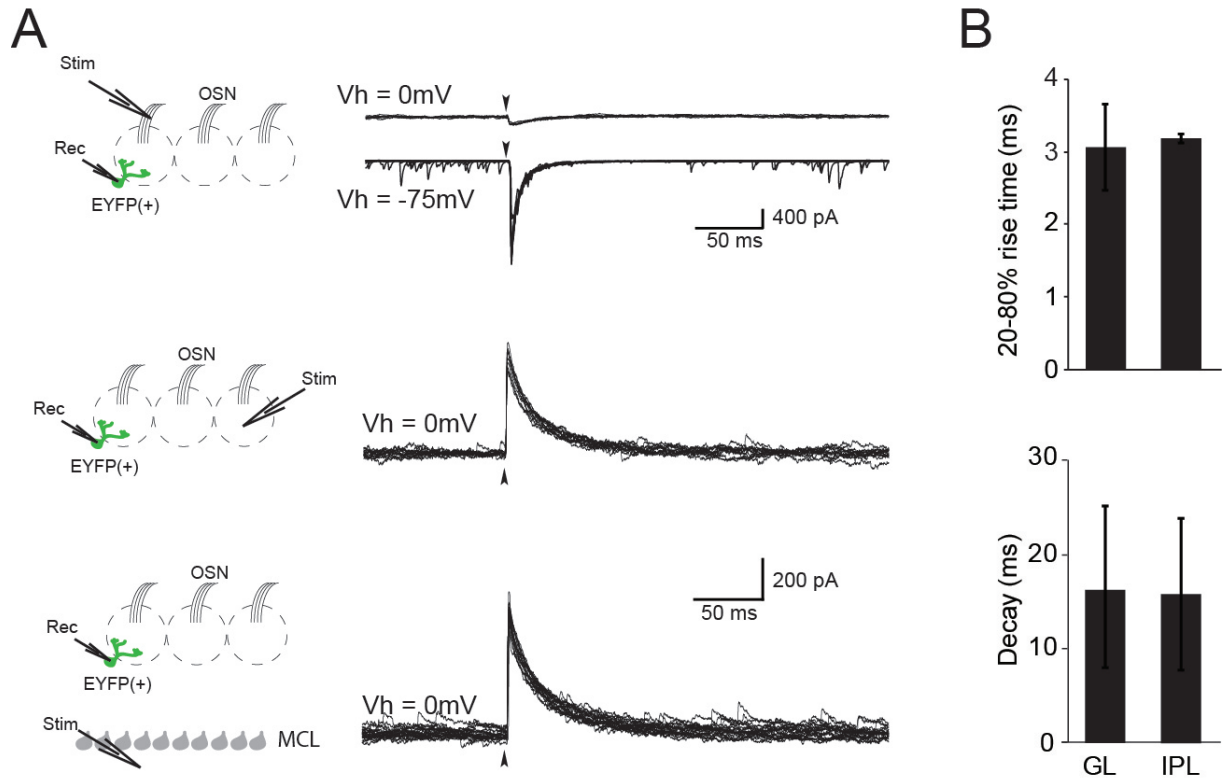 A
Stim
OSN
Rec
EYFP(+)
Vh = 0mV
Vh = -75mV
400 pA
50 ms
OSN
Stim
Rec
EYFP(+)
Vh = 0mV
OSN
Rec
EYFP(+)
Stim
MCL
200 pA
50 ms
Vh = 0mV
B
20-80% rise time (ms)
4
3
2
1
0
Decay (ms)
30
20
10
0
GL IPL